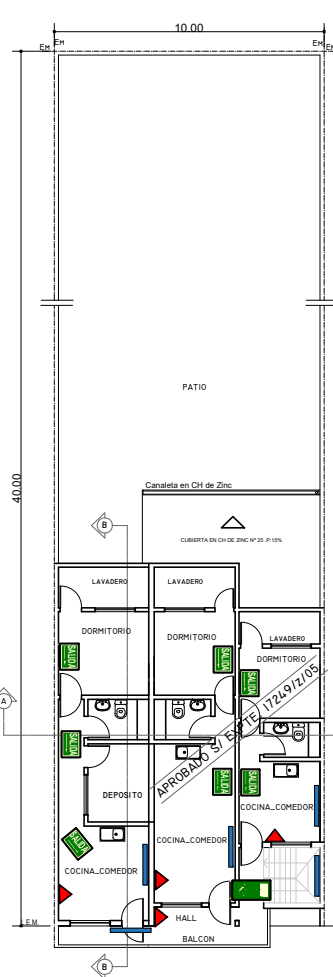 10.00
EM
EM
EM
EM
PATIO
40.00
Canaleta en CH de Zinc
CUBIERTA EN CH DE ZINC Nº 25 .P:15%
B
LAVADERO
LAVADERO
DORMITORIO
DORMITORIO
LAVADERO
DORMITORIO
SALIDA
SALIDA
SALIDA
A
APROBADO S/ EXPTE 17249/Z/05
SALIDA
SALIDA
SALIDA
DEPOSITO
COCINA_COMEDOR
SALIDA
COCINA_COMEDOR
COCINA_COMEDOR
HALL
L.E.M.
BALCON
B